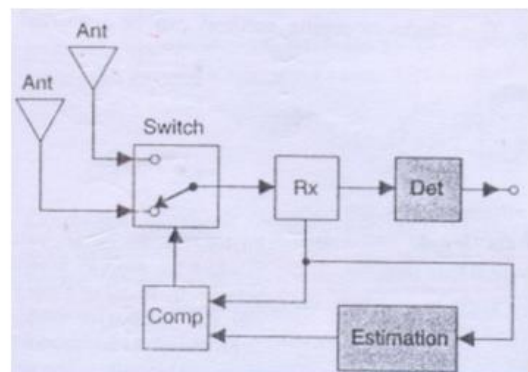 Ant
Ant
Switch
Rx
Det
Comp
Estimation